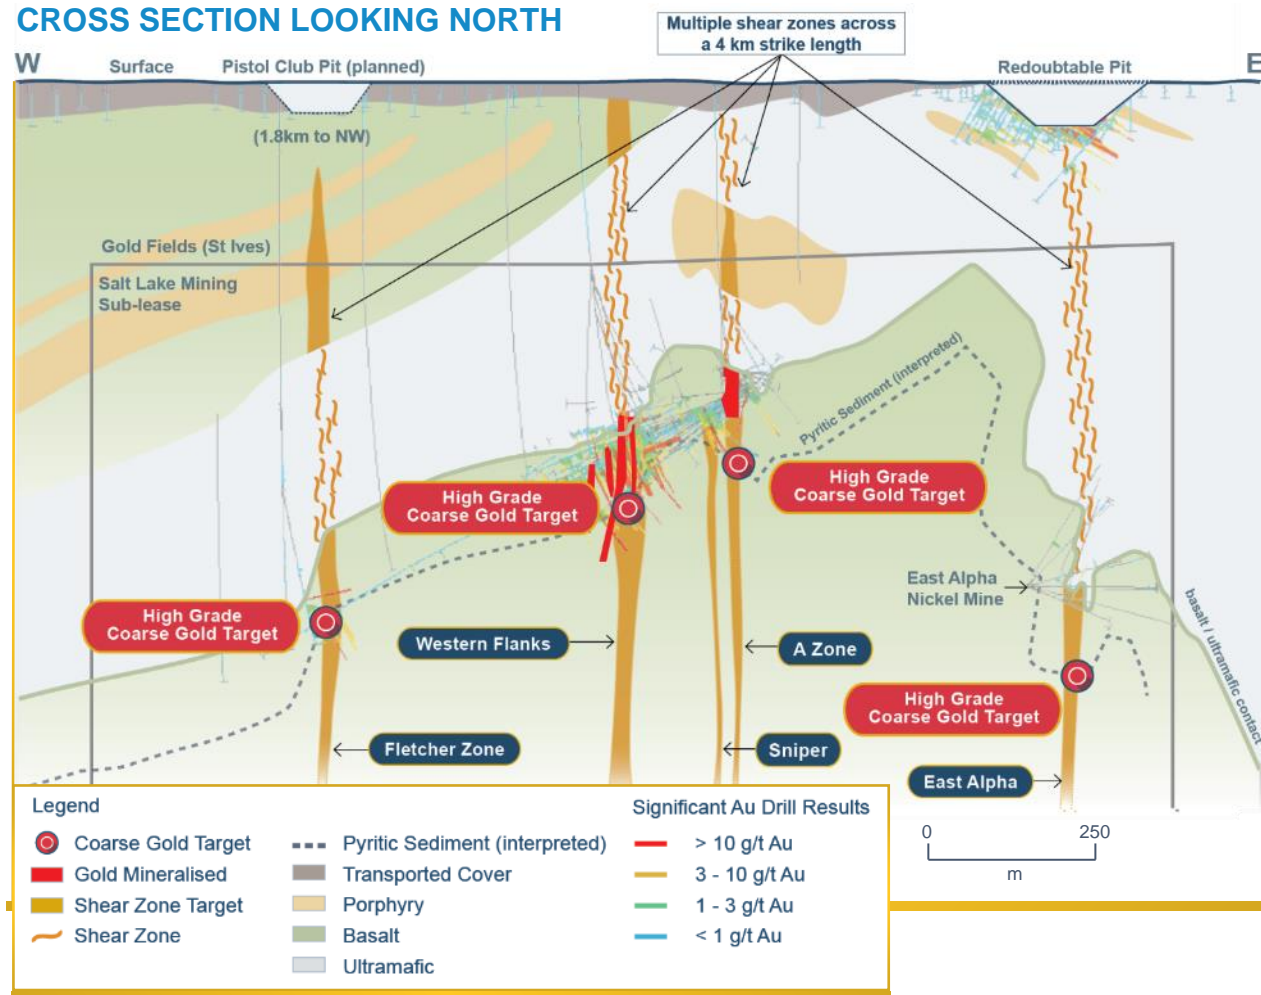 CROSS SECTION LOOKING NORTH
Multiple shear zones across
a 4 km strike length
W
Surface
Pistol Club Pit (planned)
Redoubtable Pit
E
(1.8km to NW)
Gold Fields (St Ives)
Salt Lake Mining
Sub-lease
Pyritic Sediment (interpreted)
High Grade
Coarse Gold Target
High Grade
Coarse Gold Target
East Alpha
Nickel Mine
High Grade
Coarse Gold Target
basalt / ultramafic contact
Western Flanks
A Zone
High Grade
Coarse Gold Target
Fletcher Zone
Sniper
East Alpha
Legend
Coarse Gold Target
Gold Mineralised
Shear Zone Target
Shear Zone
Pyritic Sediment (interpreted)
Transported Cover
Porphyry
Basalt
Ultramafic
Significant Au Drill Results
> 10 g/t Au
3 - 10 g/t Au
1 - 3 g/t Au
< 1 g/t Au
0 250
m